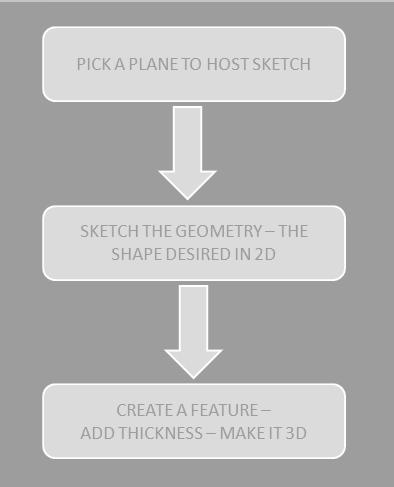 PICK A PLANE TO HOST SKETCH
SKETCH THE GEOMETRY – THE
SHAPE DESIRED IN 2D
CREATE A FEATURE –
ADD THICKNESS – MAKE IT 3D